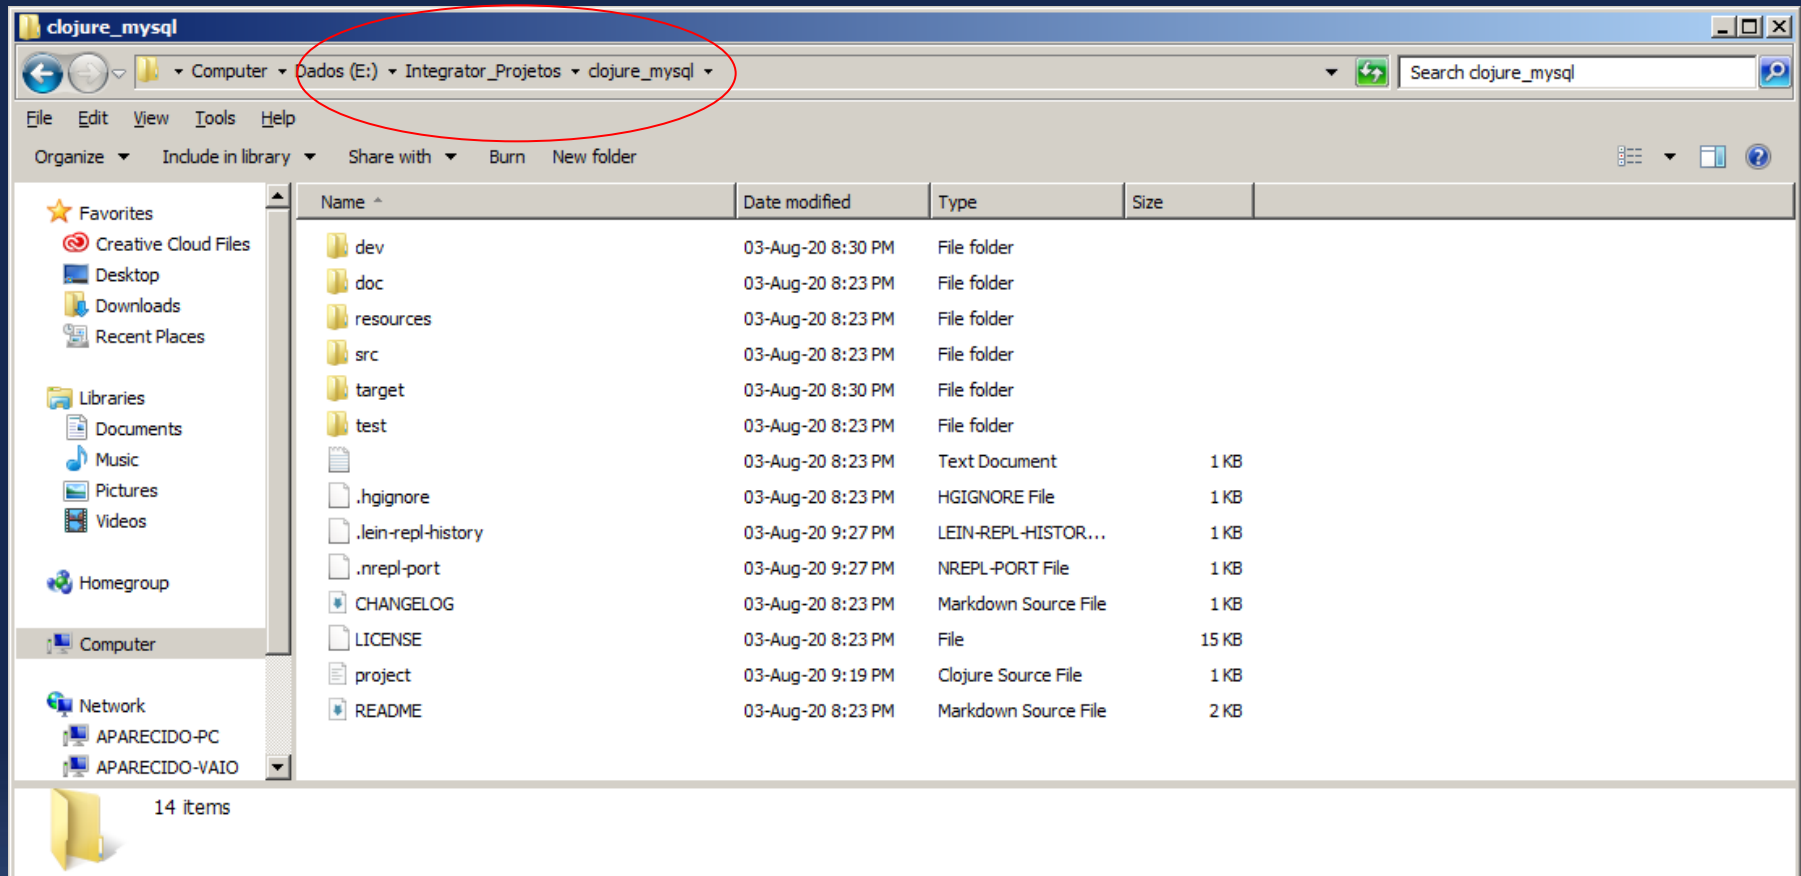 clojure_mysql
Computer Dados (E:) Integrator_Projetos clojure_mysql Search clojure_mysql
File Edit View Tools Help
Organize Include in library Share with Burn New folder
Name Date modified Type Size
Favorites
Creative Cloud Files
Desktop
Downloads
Recent Places
Libraries
Documents
Music
Pictures
Videos
Homegroup
Computer
Network
APARECIDO-PC
APARECIDO-VAIO
dev 03-Aug-20 8:30 PM File folder
doc 03-Aug-20 8:23 PM File folder
resources 03-Aug-20 8:23 PM File folder
src 03-Aug-20 8:23 PM File folder
target 03-Aug-20 8:30 PM File folder
test 03-Aug-20 8:23 PM File folder
03-Aug-20 8:23 PM Text Document 1 KB
.hgignore 03-Aug-20 8:23 PM HGIGNORE File 1 KB
.lein-repl-history 03-Aug-20 9:27 PM LEIN-REPL-HISTOR... 1 KB
.nrepl-port 03-Aug-20 9:27 PM NREPL-PORT File 1 KB
CHANGELOG 03-Aug-20 8:23 PM Markdown Source File 1 KB
LICENSE 03-Aug-20 8:23 PM File 15 KB
project 03-Aug-20 9:19 PM Clojure Source File 1 KB
README 03-Aug-20 8:23 PM Markdown Source File 2 KB
14 items